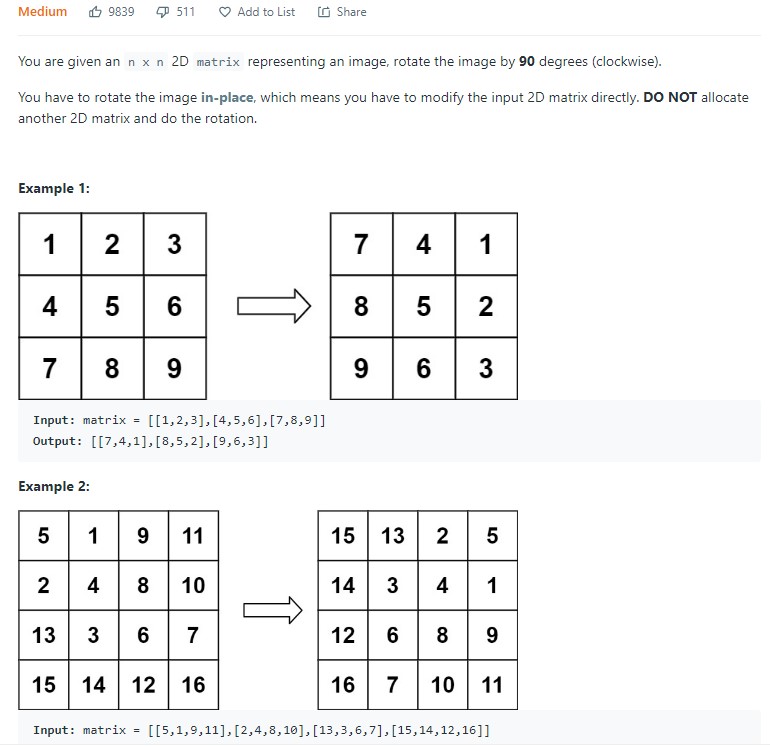 Medium 9839 511 Add to List Share
You are given an n x n 2D matrix representing an image, rotate the image by 90 degrees (clockwise).
You have to rotate the image in-place, which means you have to modify the input 2D matrix directly. DO NOT allocate
another 2D matrix and do the rotation.
Example 1:
1 2 3 7 4 1
4 5 6 8 5 2
7 8 9 9 6 3
Input: matrix = [[1,2,3],[4,5,6],[7,8,9]]
Output: [[7,4,1],[8,5,2],[9,6,3]]
Example 2:
5 1 9 11 15 13 2 5
2 4 8 10 14 3 4 1
13 3 6 7 12 6 8 9
15 14 12 16 16 7 10 11
Input: matrix = [[5,1,9,11],[2,4,8,10],[13,3,6,7],[15,14,12,16]]